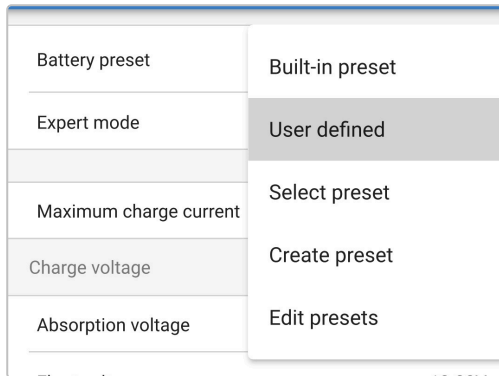 Battery preset
Built-in preset
Expert mode
User defined
Select preset
Maximum charge current
Charge voltage
Create preset
Absorption voltage
Edit presets